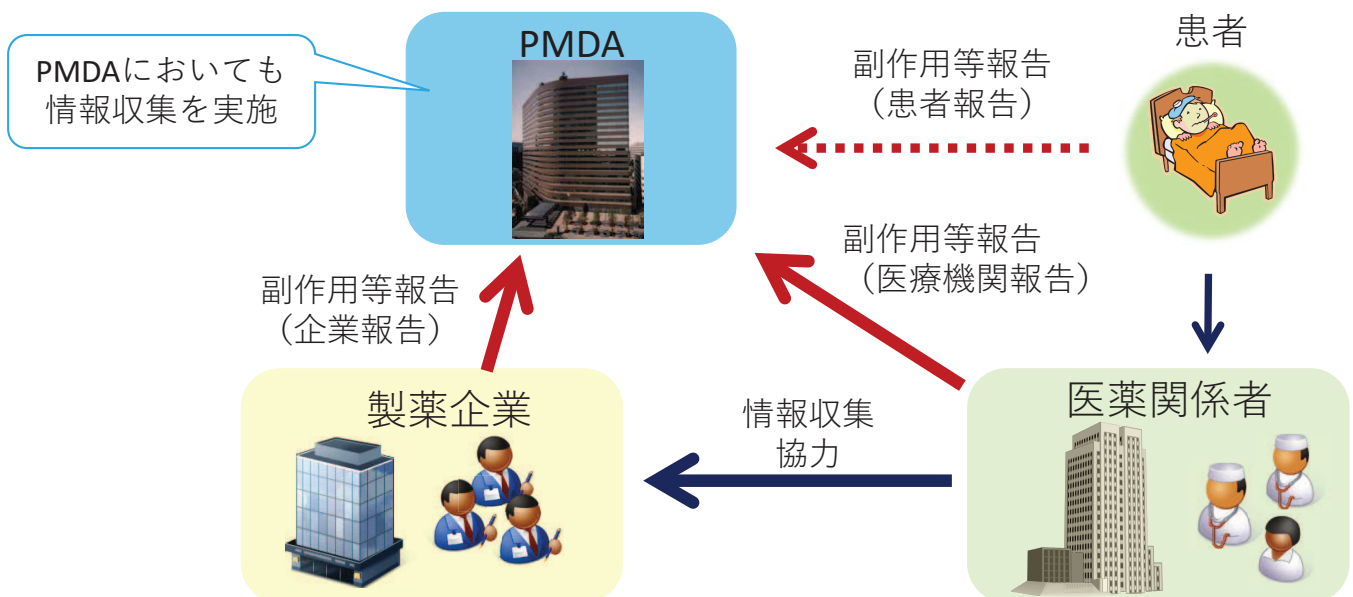 PMDA
患者
PMDAにおいても
情報収集を実施
副作用等報告
（患者報告）
副作用等報告
（医療機関報告）
副作用等報告
（企業報告）
製薬企業
情報収集
協力
医薬関係者